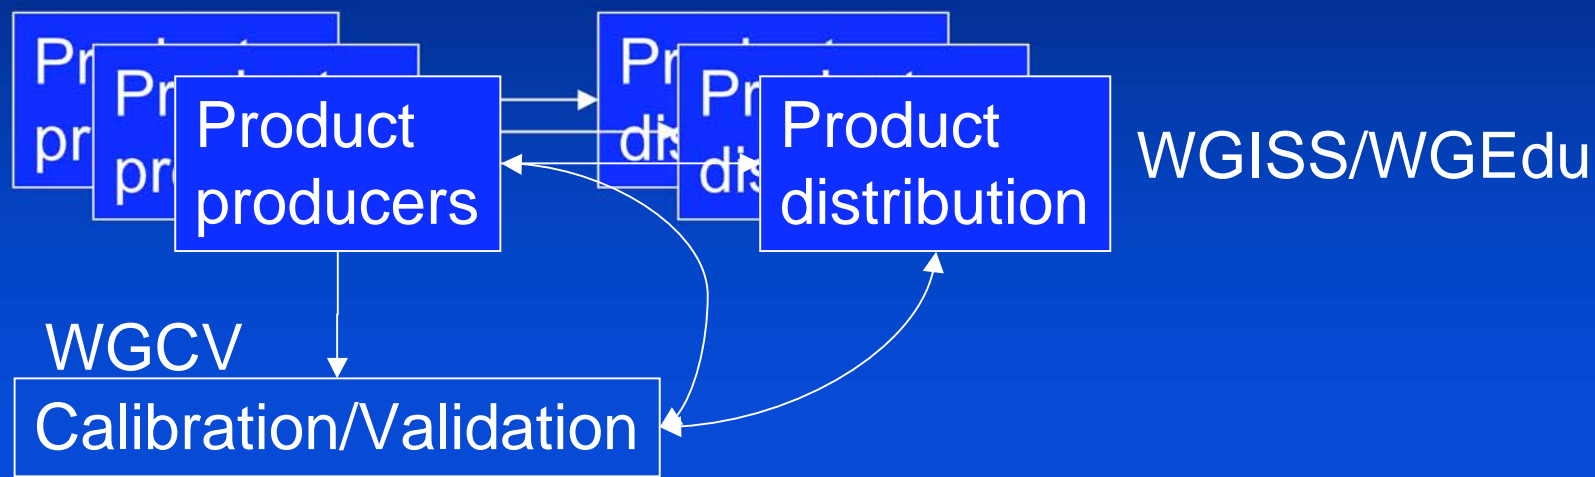 Product
producers
Product
distribution
WGISS/WGEdu
WGCV
Calibration/Validation